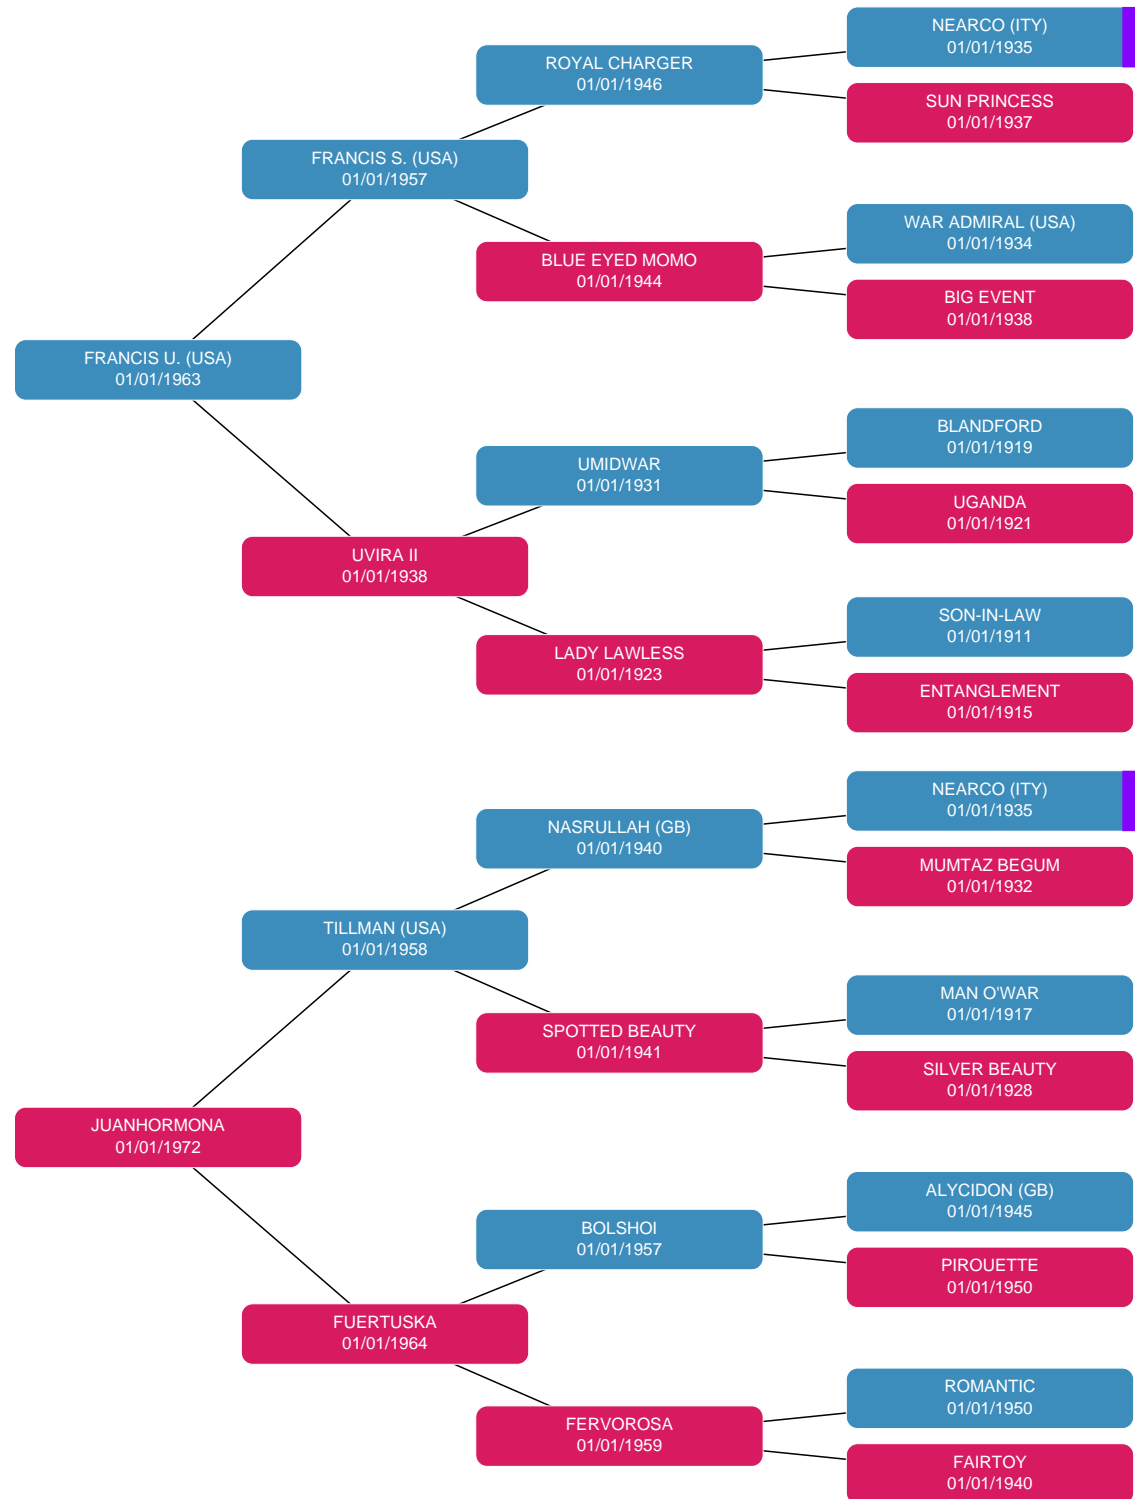 NEARCO (ITY)
01/01/1935
ROYAL CHARGER
01/01/1946
SUN PRINCESS
01/01/1937
FRANCIS S. (USA)
01/01/1957
WAR ADMIRAL (USA)
01/01/1934
BLUE EYED MOMO
01/01/1944
BIG EVENT
01/01/1938
FRANCIS U. (USA)
01/01/1963
BLANDFORD
01/01/1919
UMIDWAR
01/01/1931
UGANDA
01/01/1921
UVIRA II
01/01/1938
SON-IN-LAW
01/01/1911
LADY LAWLESS
01/01/1923
ENTANGLEMENT
01/01/1915
NEARCO (ITY)
01/01/1935
NASRULLAH (GB)
01/01/1940
MUMTAZ BEGUM
01/01/1932
TILLMAN (USA)
01/01/1958
MAN O'WAR
01/01/1917
SPOTTED BEAUTY
01/01/1941
SILVER BEAUTY
01/01/1928
JUANHORMONA
01/01/1972
ALYCIDON (GB)
01/01/1945
BOLSHOI
01/01/1957
PIROUETTE
01/01/1950
FUERTUSKA
01/01/1964
ROMANTIC
01/01/1950
FERVOROSA
01/01/1959
FAIRTOY
01/01/1940